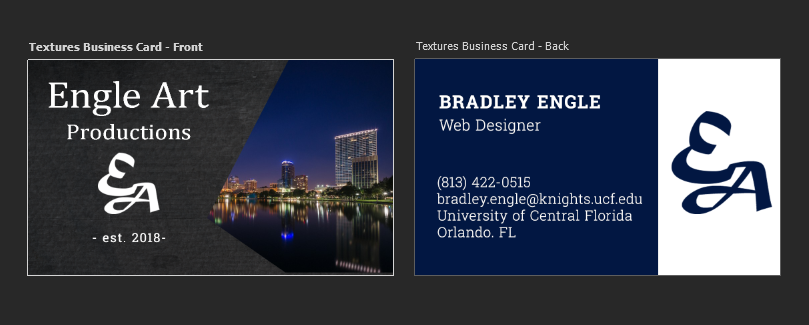 Textures Business Card - Front
Engle Art
Productions
EA
- est. 2018-
Textures Business Card - Back
BRADLEY ENGLE
Web Designer
(813) 422-0515
bradley.engle@knights.ucf.edu
University of Central Florida
Orlando. FL
EA